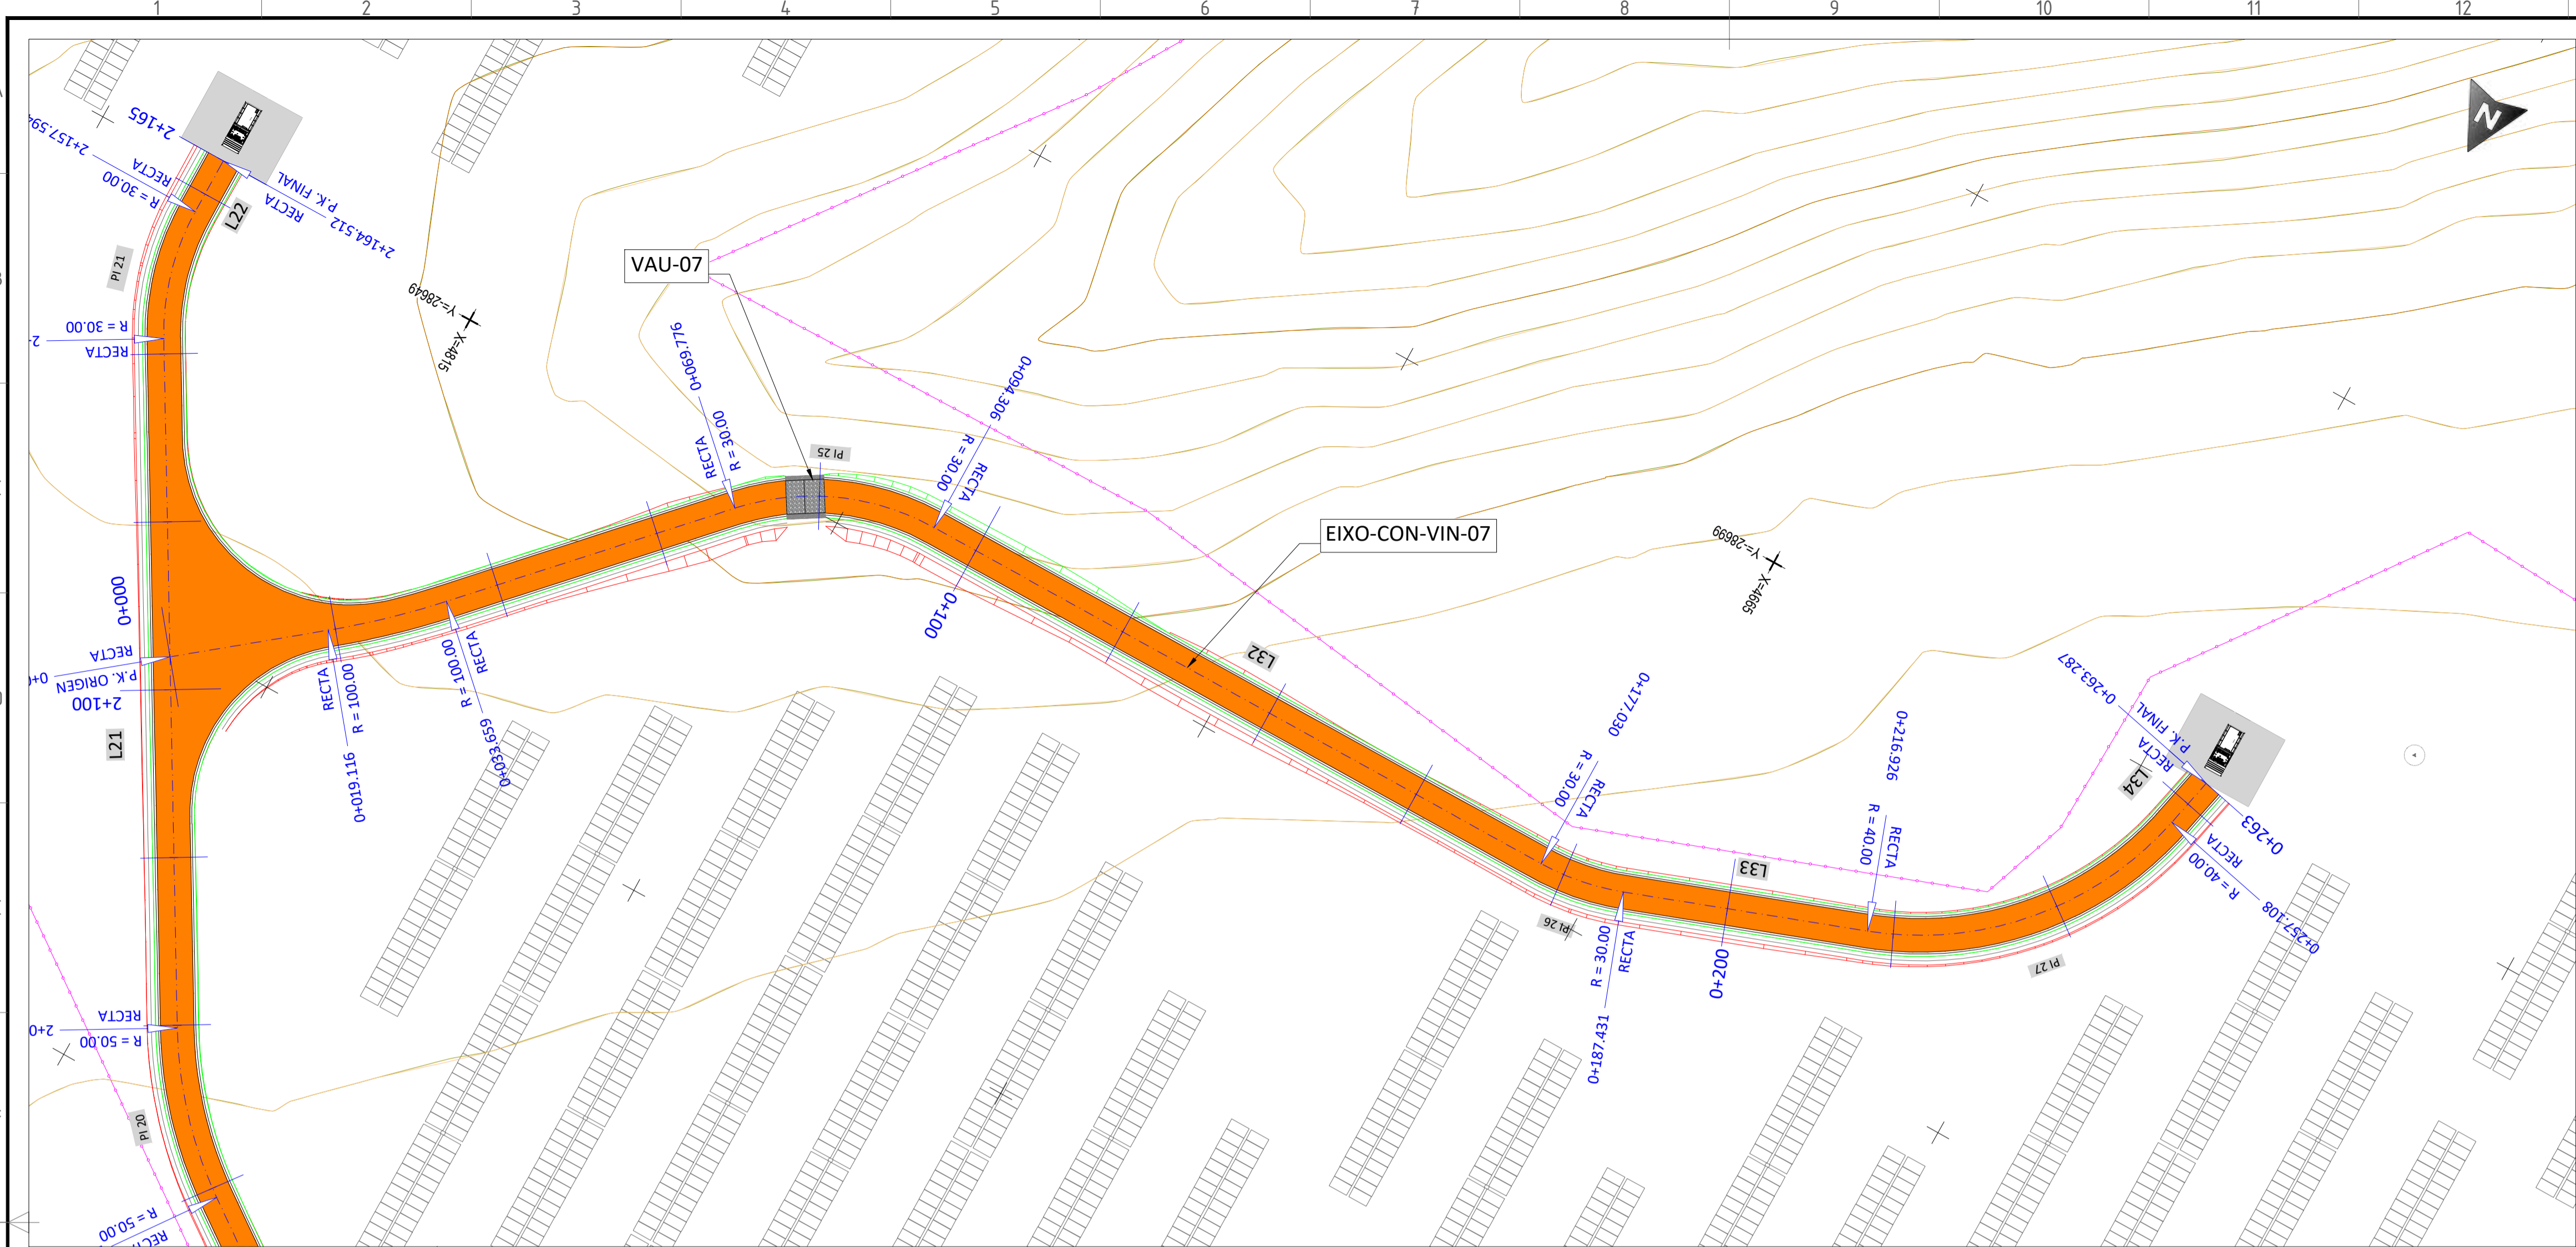 1 2 3 4 5 6 7 8 9 10 11 12
N
2+165
2+157.594
RECTA
R = 30.00
P.K. FINAL
RECTA
2+164.512
L22
PI 21
R = 30.00
RECTA
Y=-28649
X=4815
VAU-07
0+069.776
RECTA
R = 30.00
PI 25
0+094.306
R = 30.00
RECTA
EIXO-CON-VIN-07
Y=-28699
X=4665
0+000
RECTA
P.K. ORIGEN
2+100
L21
RECTA
R = 100.00
0+019.116
R = 100.00
RECTA
0+033.659
0+100
L32
0+177.030
R = 30.00
RECTA
PI 26
R = 30.00
RECTA
0+187.431
L33
0+200
0+216.926
R = 40.00
RECTA
0+263.287
P.K. FINAL
RECTA
L34
0+263
RECTA
R = 40.00
0+257.108
PI 27
RECTA
R = 50.00
PI 20
R = 50.00
RECTA